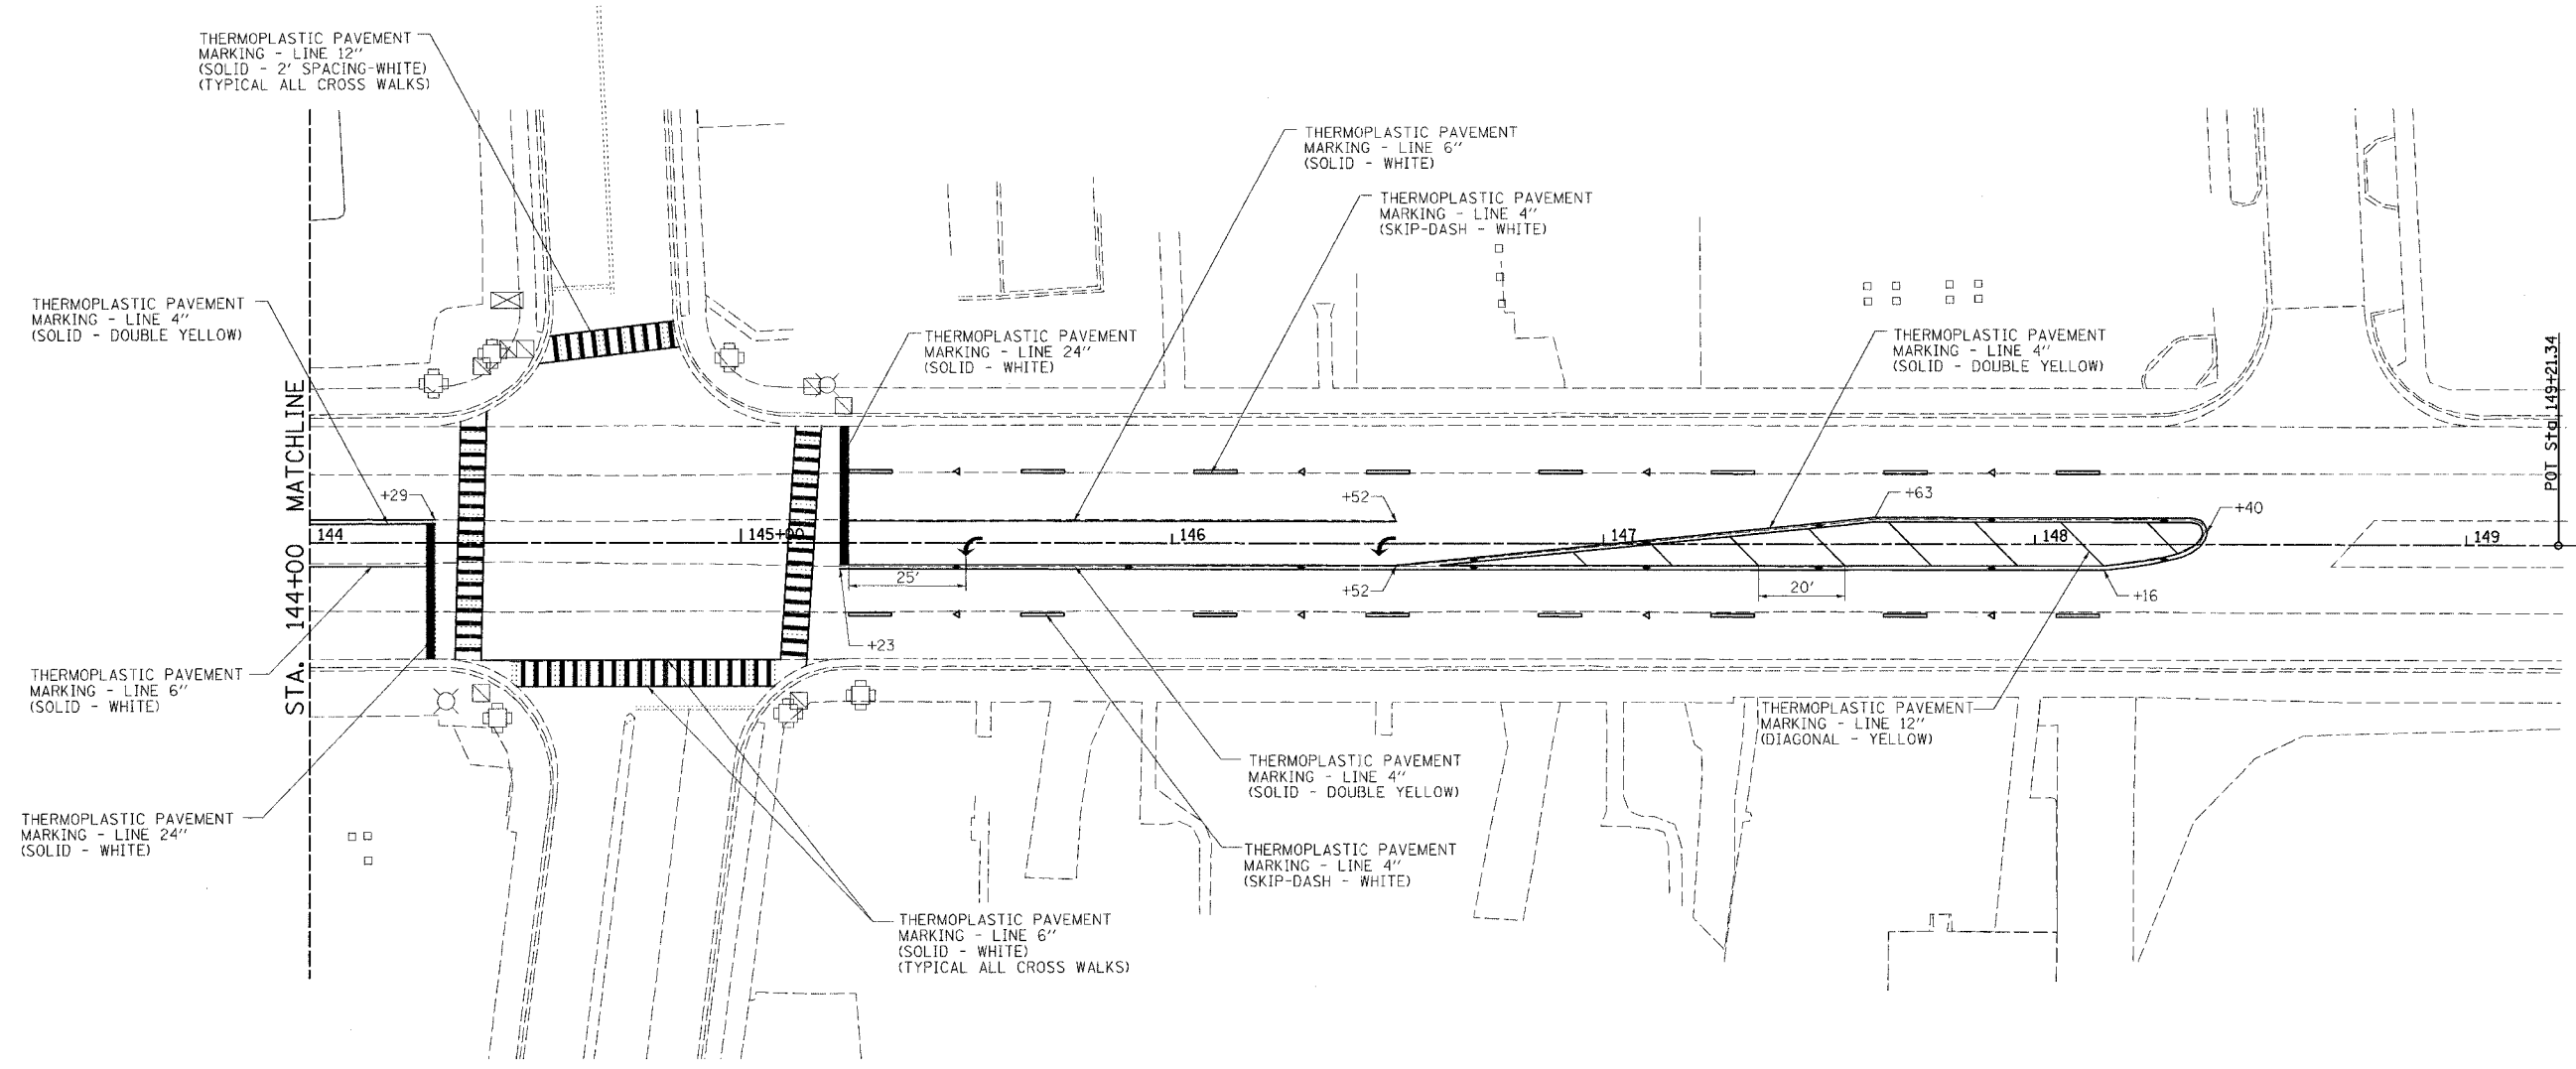 THERMOPLASTIC PAVEMENT
MARKING - LINE 12"
(SOLID - 2' SPACING-WHITE)
(TYPICAL ALL CROSS WALKS)
THERMOPLASTIC PAVEMENT
MARKING - LINE 6"
(SOLID - WHITE)
THERMOPLASTIC PAVEMENT
MARKING - LINE 4"
(SKIP-DASH - WHITE)
THERMOPLASTIC PAVEMENT
MARKING - LINE 4"
(SOLID - DOUBLE YELLOW)
THERMOPLASTIC PAVEMENT
MARKING - LINE 24"
(SOLID - WHITE)
THERMOPLASTIC PAVEMENT
MARKING - LINE 4"
(SOLID - DOUBLE YELLOW)
STA. 144+00 MATCHLINE
POT Sta 149+21.34
+29
+52
+63
+40
144
145+00
146
147
148
149
25'
+52
20'
+16
+23
THERMOPLASTIC PAVEMENT
MARKING - LINE 6"
(SOLID - WHITE)
THERMOPLASTIC PAVEMENT
MARKING - LINE 12"
(DIAGONAL - YELLOW)
THERMOPLASTIC PAVEMENT
MARKING - LINE 4"
(SOLID - DOUBLE YELLOW)
THERMOPLASTIC PAVEMENT
MARKING - LINE 24"
(SOLID - WHITE)
THERMOPLASTIC PAVEMENT
MARKING - LINE 4"
(SKIP-DASH - WHITE)
THERMOPLASTIC PAVEMENT
MARKING - LINE 6"
(SOLID - WHITE)
(TYPICAL ALL CROSS WALKS)